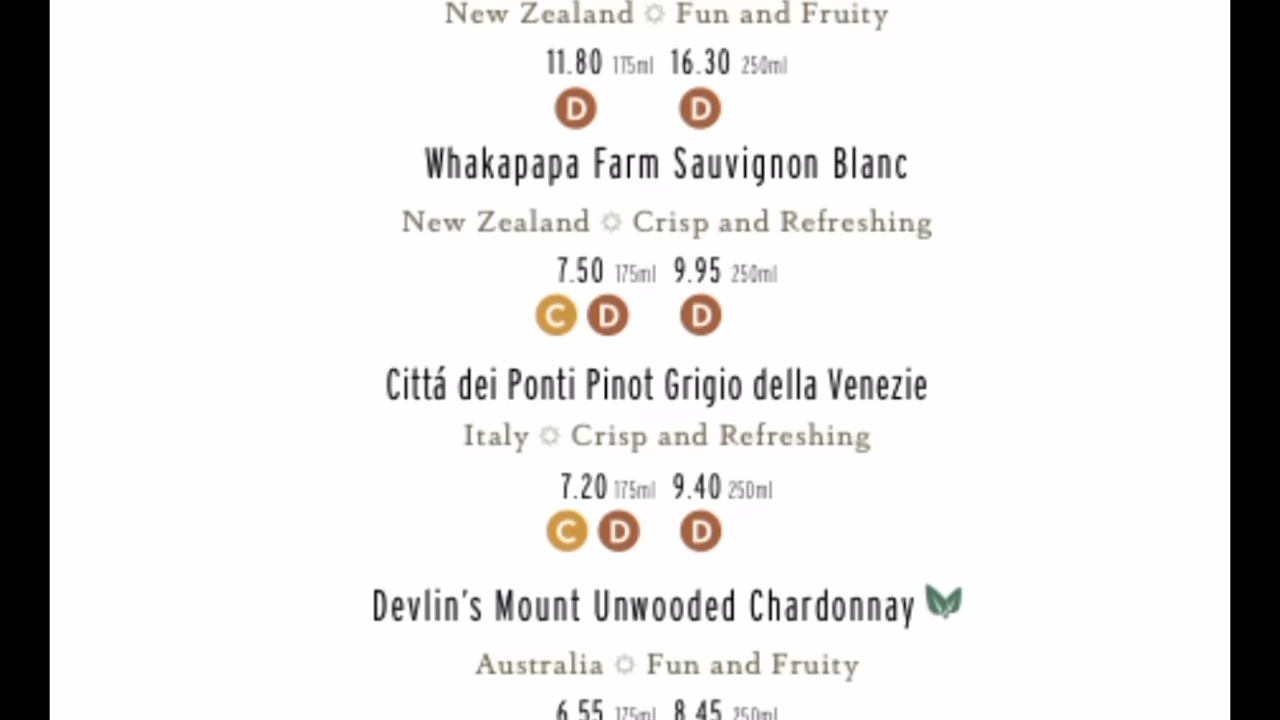 New Zealand Fun and Fruity
11.80 175ml 16.30 250ml
D D
Whakapapa Farm Sauvignon Blanc
New Zealand Crisp and Refreshing
7.50 175ml 9.95 250ml
C D D
Cittá dei Ponti Pinot Grigio della Venezie
Italy Crisp and Refreshing
7.20 175ml 9.40 250ml
C D D
Devlin's Mount Unwooded Chardonnay
Australia Fun and Fruity
6.55 175ml 8.45 250ml